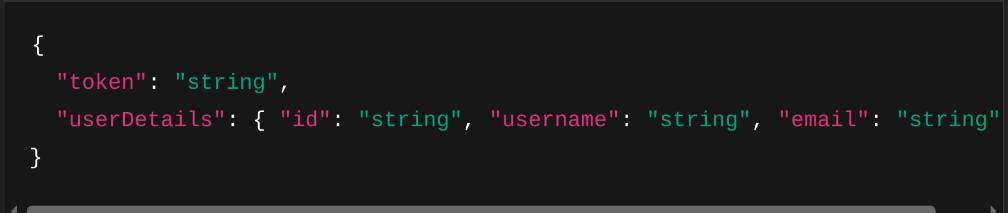 {
  "token": "string",
  "userDetails": { "id": "string", "username": "string", "email": "string"
}